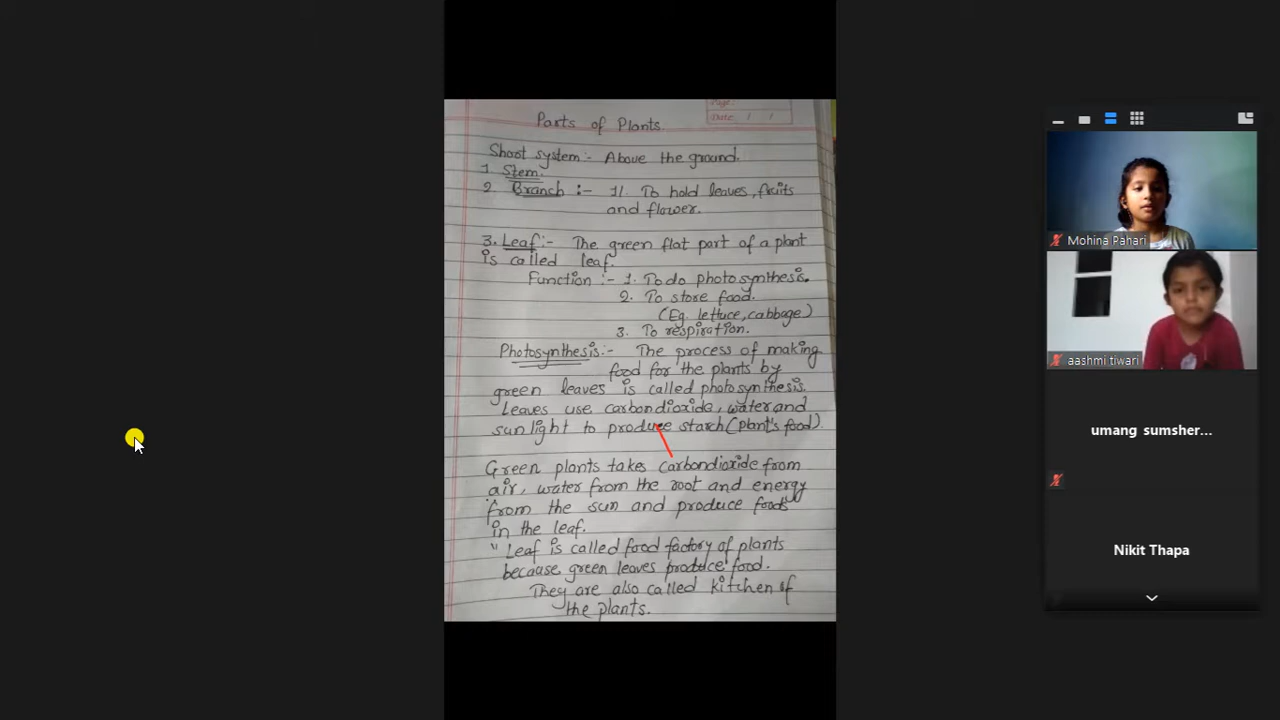 Page:
Date: / /
Parts of Plants
Shoot system:- Above the ground.
1. Stem.
2. Branch :- 1/. To hold leaves, fruits
and flower.
3. Leaf:- The green flat part of a plant
is called leaf.
Function :- 1. To do photosynthesis.
2. To store food.
(Eg. lettuce, cabbage)
3. To respiration.
Photosynthesis:- The process of making
food for the plants by
green leaves is called photosynthesis.
Leaves use carbondioxide, water and
sunlight to produce starch (plant's food).
Green plants takes carbondioxide from
air, water from the root and energy
from the sun and produce foods
in the leaf.
" Leaf is called food factory of plants
because green leaves produce food.
They are also called kitchen of
the plants.
Mohina Pahari
aashmi tiwari
umang sumsher...
Nikit Thapa